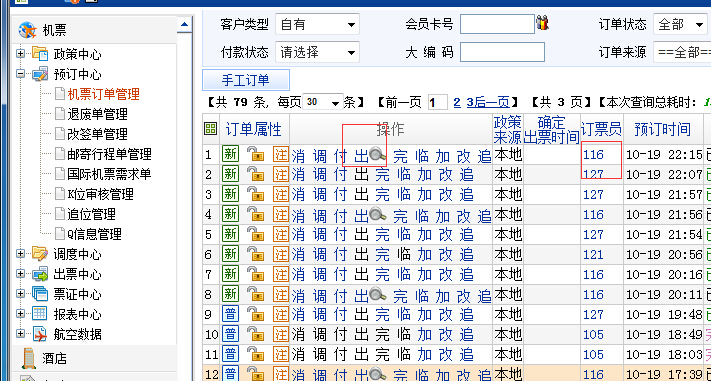 机票
政策中心
预订中心
机票订单管理
退废单管理
改签单管理
邮寄行程单管理
国际机票需求单
K位审核管理
追位管理
Q信息管理
调度中心
出票中心
票证中心
报表中心
航空数据
酒店
客户类型 自有 会员卡号 订单状态 全部
付款状态 请选择 大 编 码 订单来源 ==全部=
手工订单
【共 79 条, 每页 30 条】【前一页 1 2 3 后一页】【共 3 页】【本次查询总耗时:
订单属性 操作 政策来源 确定出票时间 订票员 预订时间
1 新 注 消 调 付 出 完 临 加 改 追 本地 116 10-19 22:15
2 新 注 消 调 付 出 完 临 加 改 追 本地 127 10-19 22:07
3 新 注 消 调 付 出 完 临 加 改 追 本地 127 10-19 21:57
4 新 注 消 调 付 出 完 临 加 改 追 本地 116 10-19 21:56
5 新 注 消 调 付 出 完 临 加 改 追 本地 127 10-19 21:54
6 新 注 消 调 付 出 完 临 加 改 追 本地 121 10-19 20:56
7 新 注 消 调 付 出 完 临 加 改 追 本地 116 10-19 20:16
8 新 注 消 调 付 出 完 临 加 改 追 本地 116 10-19 20:11
9 普 注 消 调 付 出 完 临 加 改 追 本地 127 10-19 19:48
10 普 注 消 调 付 出 完 临 加 改 追 本地 105 10-19 18:49
11 普 注 消 调 付 出 完 临 加 改 追 本地 105 10-19 18:03
12 普 注 消 调 付 出 完 临 加 改 追 本地 116 10-19 17:39